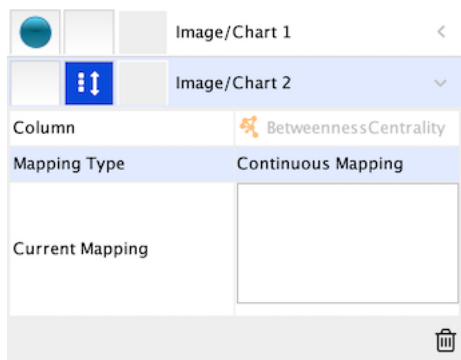 Image/Chart 1
Image/Chart 2
Column BetweennessCentrality
Mapping Type Continuous Mapping
Current Mapping